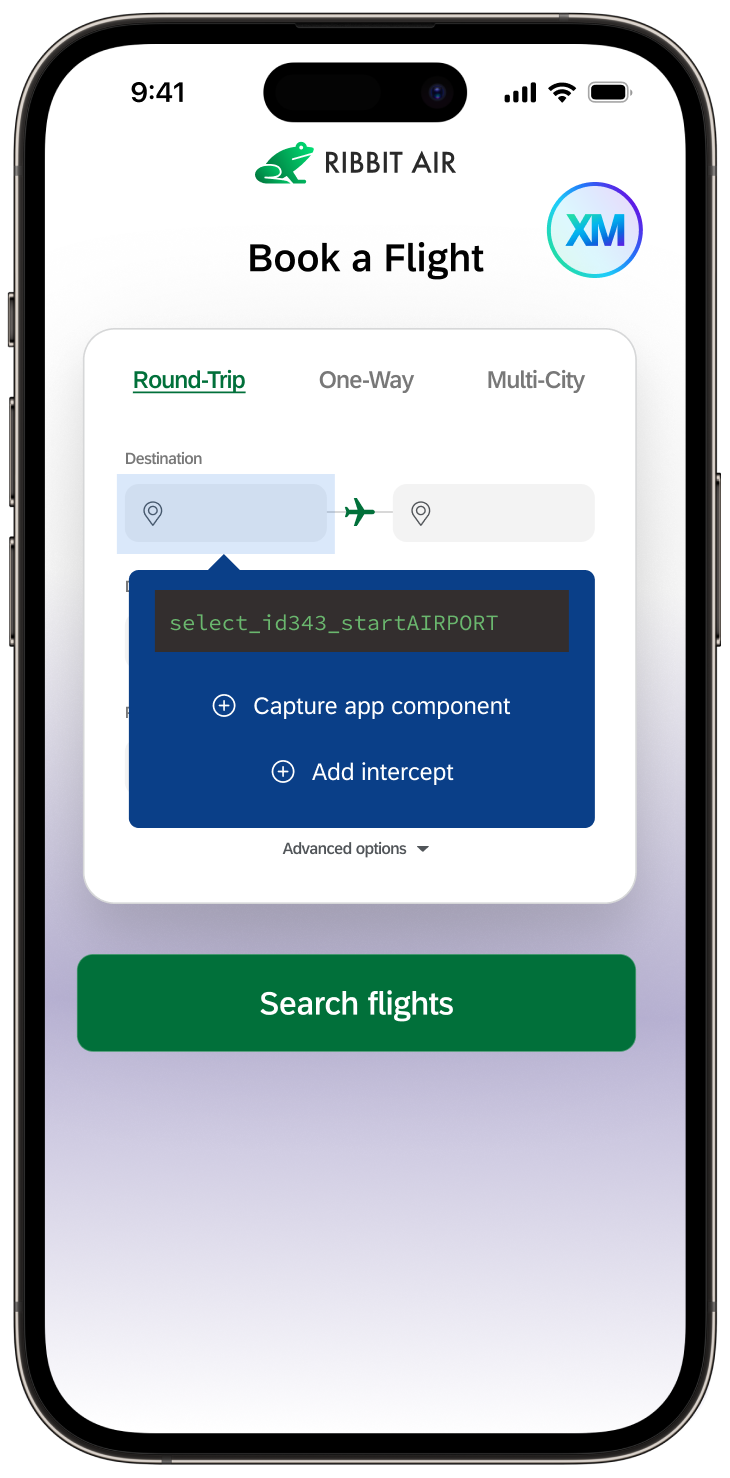 9:41
RIBBIT AIR
XM
Book a Flight
Round-Trip One-Way Multi-City
Destination
select_id343_startAIRPORT
Capture app component
Add intercept
Advanced options
Search flights